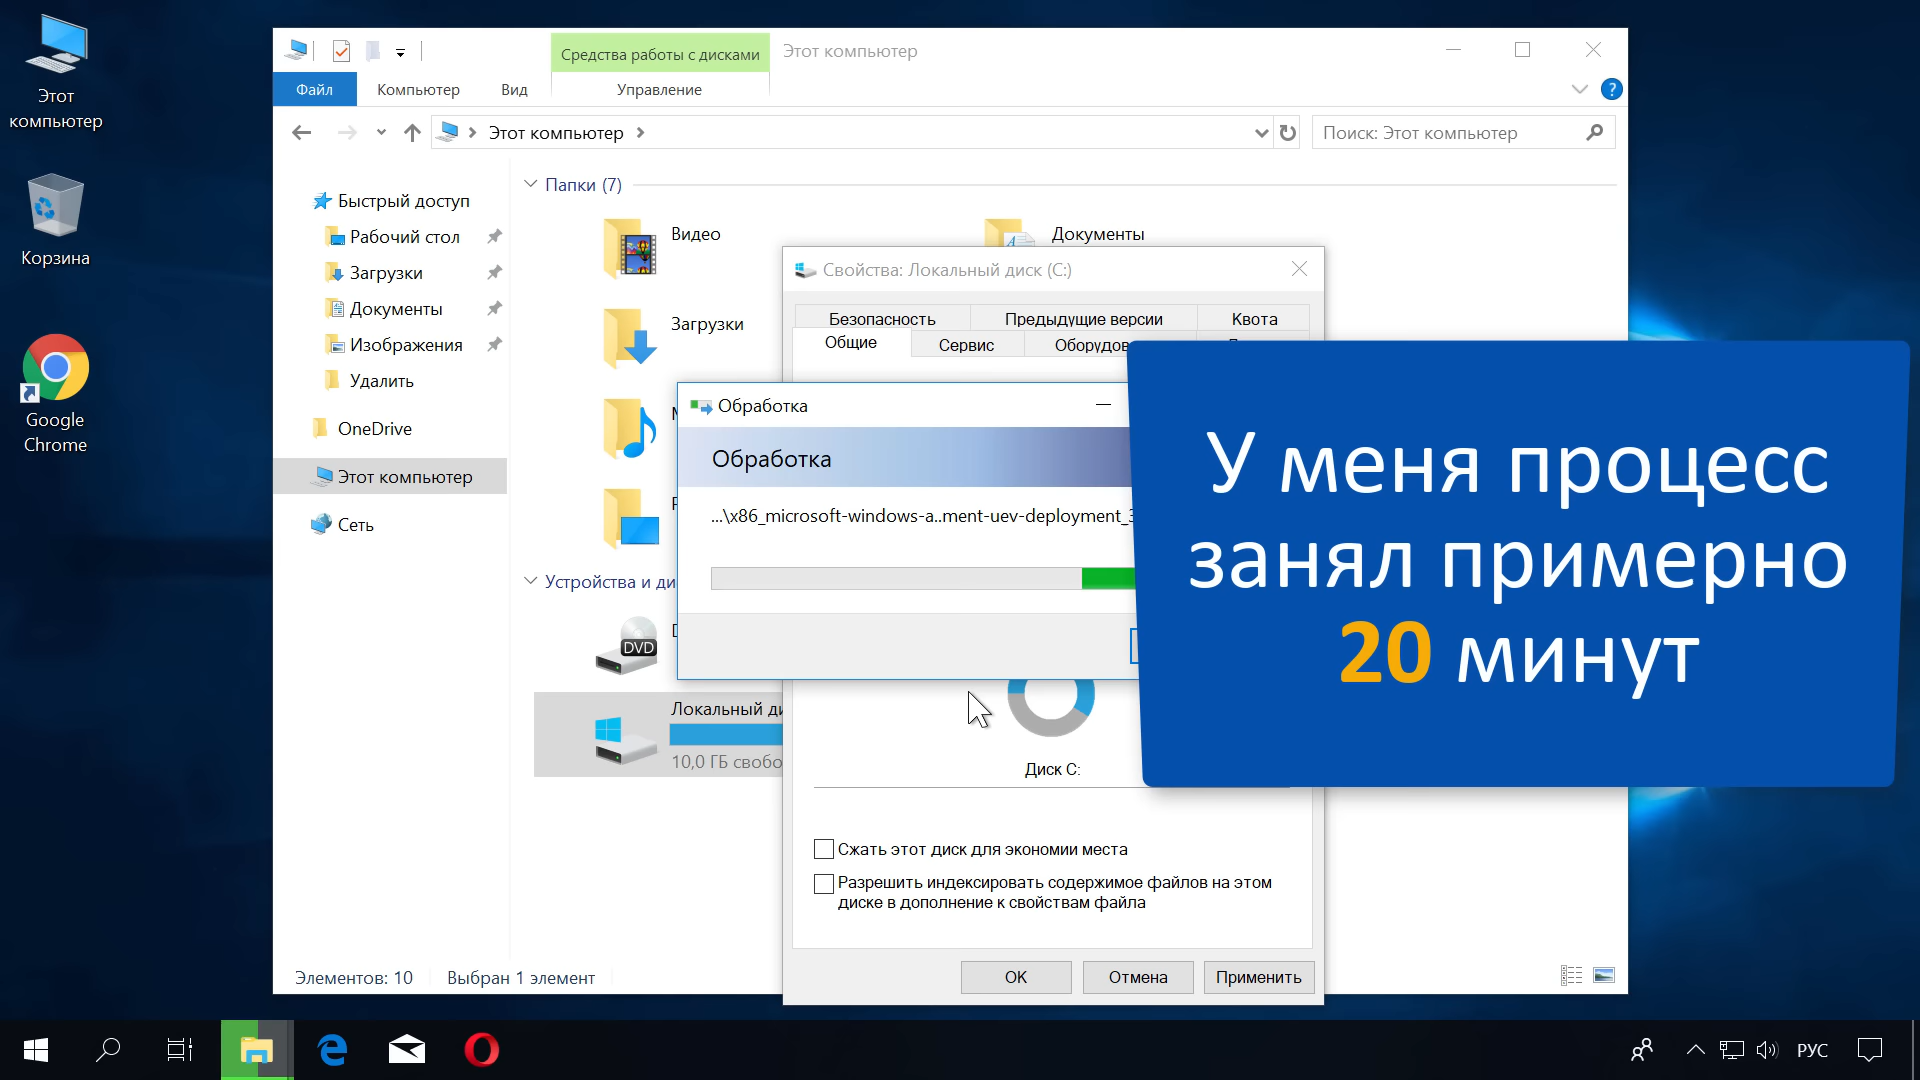 Этот
компьютер
Корзина
Google
Chrome
Средства работы с дисками
Этот компьютер
Файл
Компьютер
Вид
Управление
?
Этот компьютер
Поиск: Этот компьютер
Быстрый доступ
Рабочий стол
Загрузки
Документы
Изображения
Удалить
OneDrive
Этот компьютер
Сеть
Папки (7)
Видео
Документы
Загрузки
Устройства и ди
DVD
Локальный ди
10,0 ГБ свобо
Свойства: Локальный диск (C:)
Безопасность
Предыдущие версии
Квота
Общие
Сервис
Оборудов
Обработка
Обработка
...\x86_microsoft-windows-a..ment-uev-deployment_3
У меня процесс
занял примерно
20 минут
Диск C:
Сжать этот диск для экономии места
Разрешить индексировать содержимое файлов на этом
диске в дополнение к свойствам файла
OK
Отмена
Применить
Элементов: 10
Выбран 1 элемент
РУС